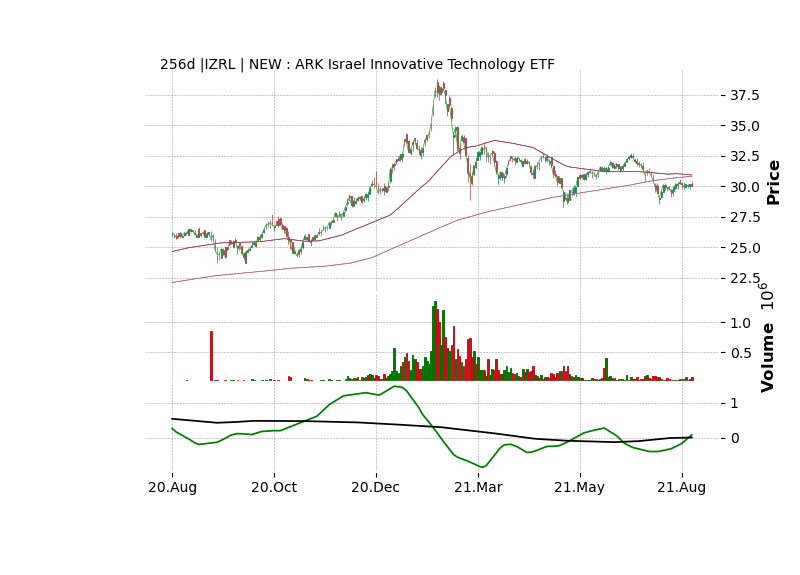 256d |IZRL | NEW : ARK Israel Innovative Technology ETF
37.5
35.0
32.5
30.0
27.5
25.0
22.5
Price
1.0
0.5
Volume 10^6
1
0
20.Aug 20.Oct 20.Dec 21.Mar 21.May 21.Aug